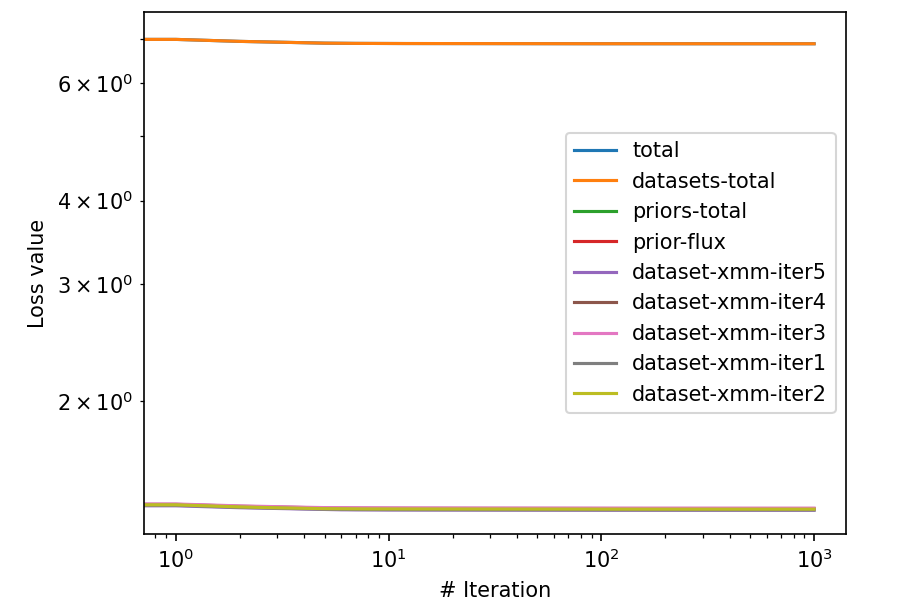 6 × 10⁰
4 × 10⁰
3 × 10⁰
2 × 10⁰
Loss value
total
datasets-total
priors-total
prior-flux
dataset-xmm-iter5
dataset-xmm-iter4
dataset-xmm-iter3
dataset-xmm-iter1
dataset-xmm-iter2
10⁰ 10¹ 10² 10³
# Iteration